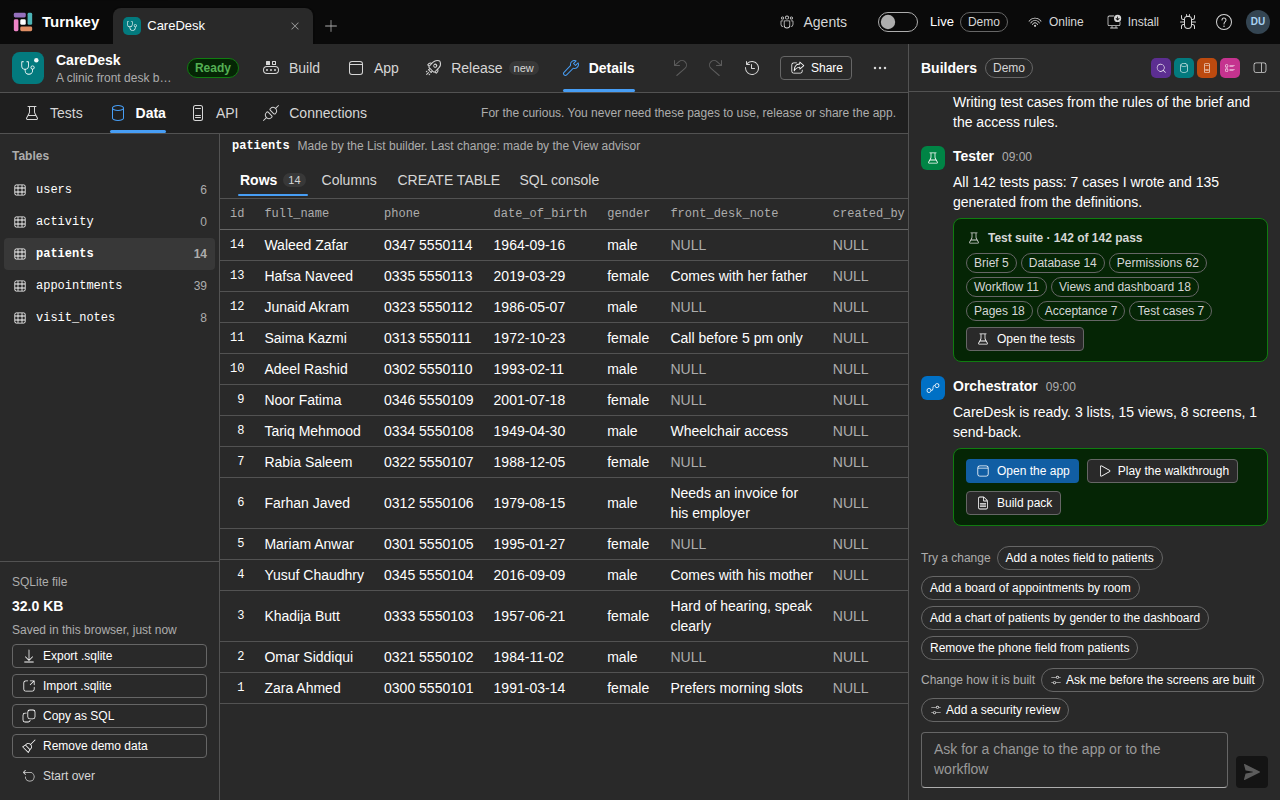 Turnkey
CareDesk
Agents
Live
Demo
Online
Install
DU
CareDesk
A clinic front desk b...
Ready
Build
App
Release new
Details
Share
Builders
Demo
Tests
Data
API
Connections
For the curious. You never need these pages to use, release or share the app.
Tables
users 6
activity 0
patients 14
appointments 39
visit_notes 8
SQLite file
32.0 KB
Saved in this browser, just now
Export .sqlite
Import .sqlite
Copy as SQL
Remove demo data
Start over
patients Made by the List builder. Last change: made by the View advisor
Rows 14 Columns CREATE TABLE SQL console
id full_name phone date_of_birth gender front_desk_note created_by
14 Waleed Zafar 0347 5550114 1964-09-16 male NULL NULL
13 Hafsa Naveed 0335 5550113 2019-03-29 female Comes with her father NULL
12 Junaid Akram 0323 5550112 1986-05-07 male NULL NULL
11 Saima Kazmi 0313 5550111 1972-10-23 female Call before 5 pm only NULL
10 Adeel Rashid 0302 5550110 1993-02-11 male NULL NULL
9 Noor Fatima 0346 5550109 2001-07-18 female NULL NULL
8 Tariq Mehmood 0334 5550108 1949-04-30 male Wheelchair access NULL
7 Rabia Saleem 0322 5550107 1988-12-05 female NULL NULL
6 Farhan Javed 0312 5550106 1979-08-15 male Needs an invoice for his employer NULL
5 Mariam Anwar 0301 5550105 1995-01-27 female NULL NULL
4 Yusuf Chaudhry 0345 5550104 2016-09-09 male Comes with his mother NULL
3 Khadija Butt 0333 5550103 1957-06-21 female Hard of hearing, speak clearly NULL
2 Omar Siddiqui 0321 5550102 1984-11-02 male NULL NULL
1 Zara Ahmed 0300 5550101 1991-03-14 female Prefers morning slots NULL
Writing test cases from the rules of the brief and
the access rules.
Tester 09:00
All 142 tests pass: 7 cases I wrote and 135
generated from the definitions.
Test suite · 142 of 142 pass
Brief 5 Database 14 Permissions 62
Workflow 11 Views and dashboard 18
Pages 18 Acceptance 7 Test cases 7
Open the tests
Orchestrator 09:00
CareDesk is ready. 3 lists, 15 views, 8 screens, 1
send-back.
Open the app Play the walkthrough
Build pack
Try a change Add a notes field to patients
Add a board of appointments by room
Add a chart of patients by gender to the dashboard
Remove the phone field from patients
Change how it is built Ask me before the screens are built
Add a security review
Ask for a change to the app or to the
workflow